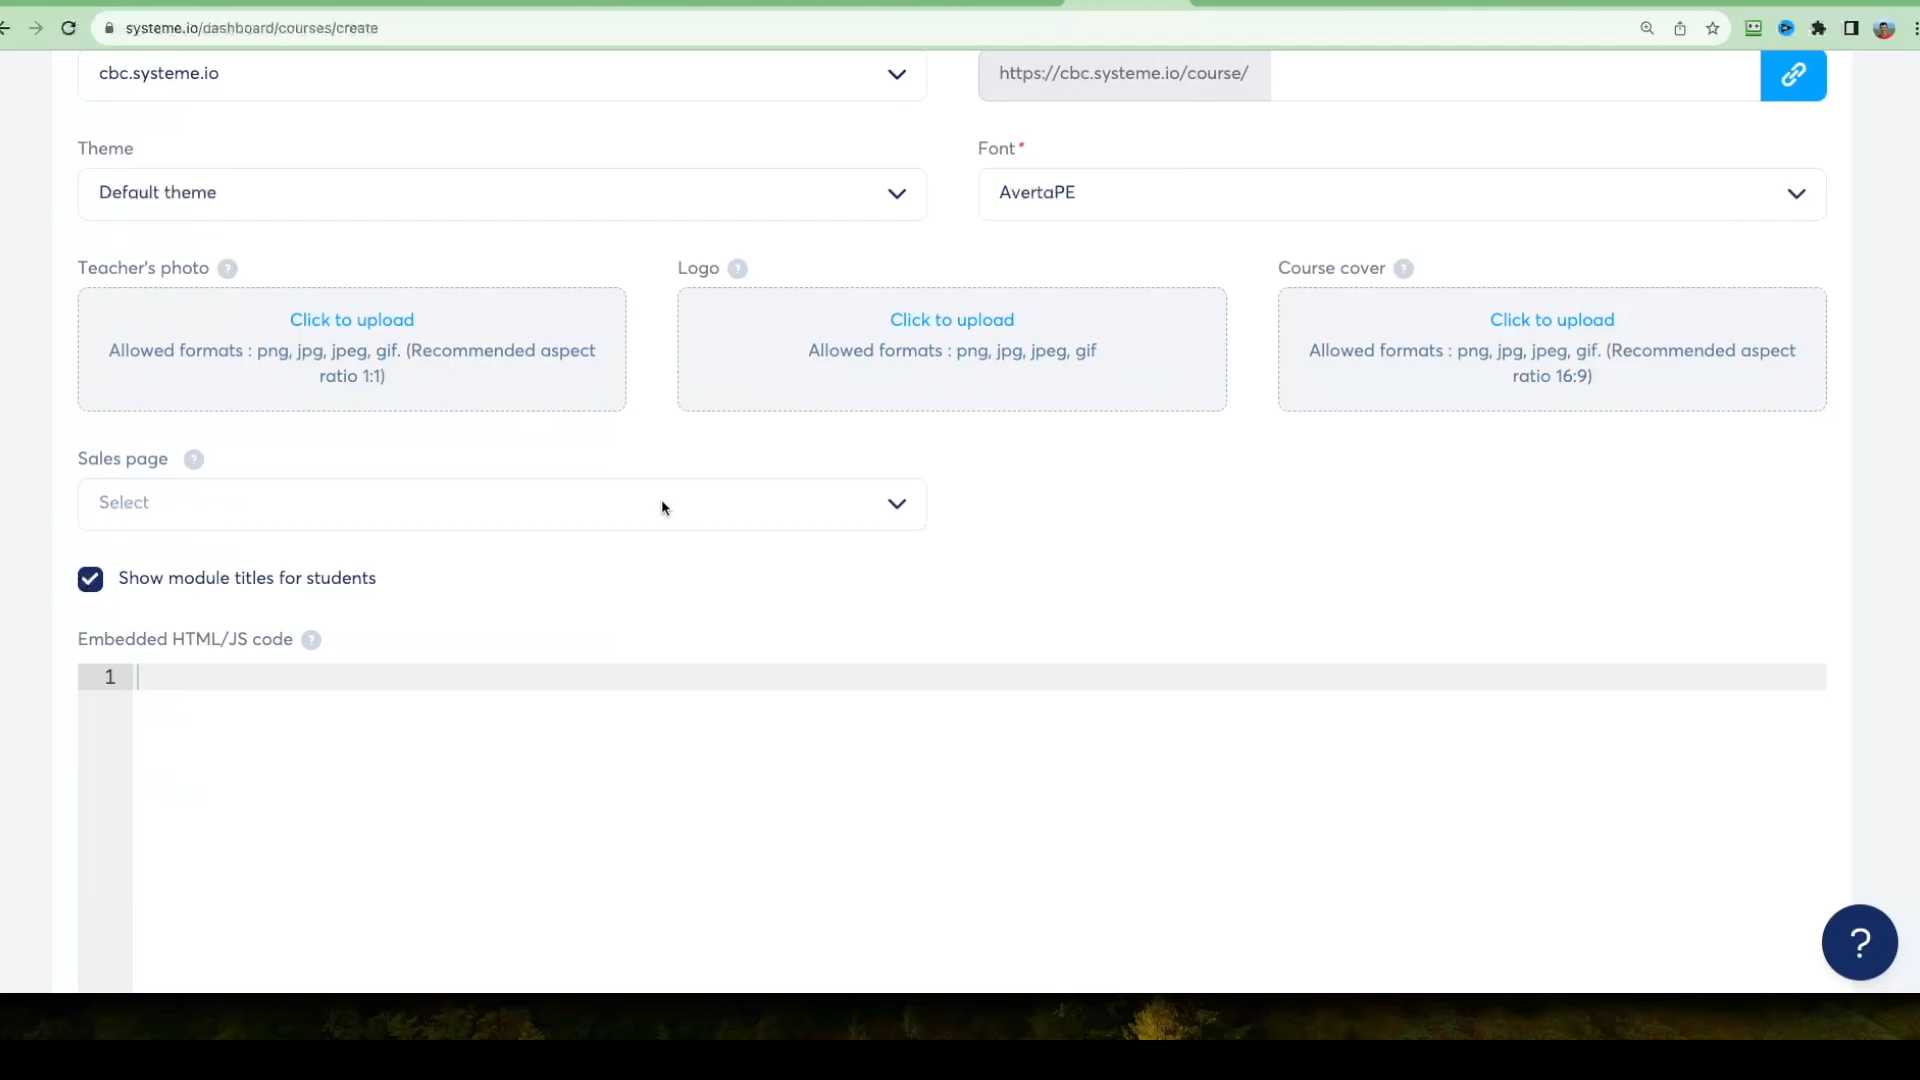 systeme.io/dashboard/courses/create
cbc.systeme.io
https://cbc.systeme.io/course/
Theme
Font*
Default theme
AvertaPE
Teacher's photo ?
Logo ?
Course cover ?
Click to upload
Allowed formats : png, jpg, jpeg, gif. (Recommended aspect
ratio 1:1)
Click to upload
Allowed formats : png, jpg, jpeg, gif
Click to upload
Allowed formats : png, jpg, jpeg, gif. (Recommended aspect
ratio 16:9)
Sales page ?
Select
Show module titles for students
Embedded HTML/JS code ?
1
?